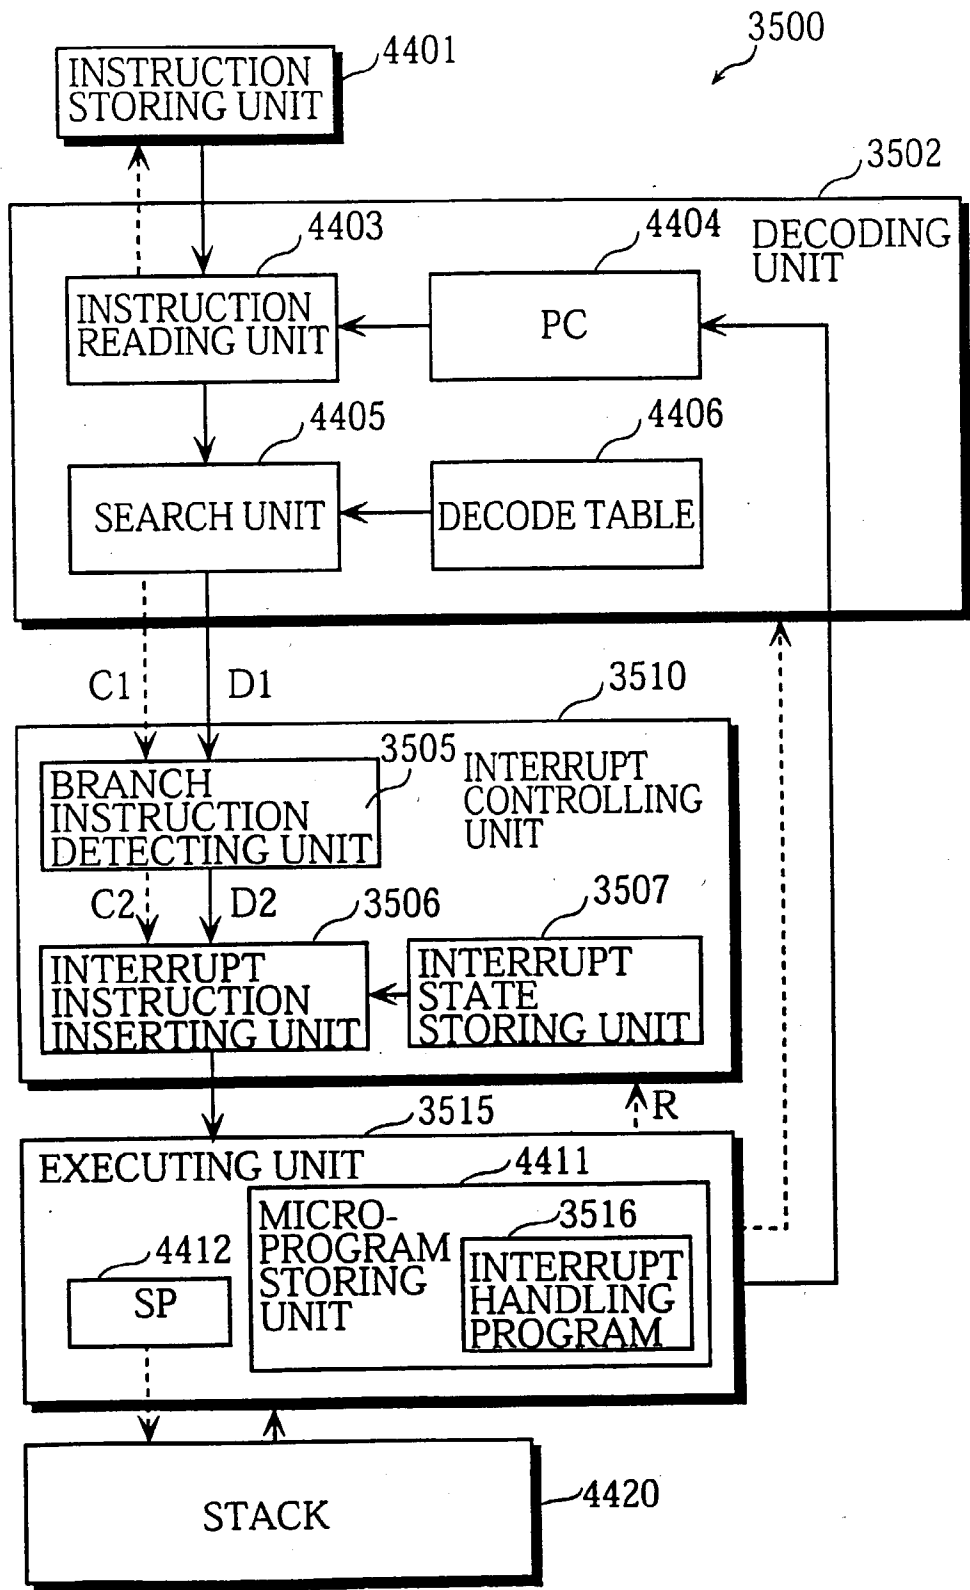 3500
4401
INSTRUCTION
STORING UNIT
3502
DECODING
UNIT
4403
INSTRUCTION
READING UNIT
4404
PC
4405
SEARCH UNIT
4406
DECODE TABLE
C1
D1
3510
INTERRUPT
CONTROLLING
UNIT
3505
BRANCH
INSTRUCTION
DETECTING UNIT
C2
D2
3506
INTERRUPT
INSTRUCTION
INSERTING UNIT
3507
INTERRUPT
STATE
STORING UNIT
R
3515
EXECUTING UNIT
4411
MICRO-
PROGRAM
STORING
UNIT
3516
INTERRUPT
HANDLING
PROGRAM
4412
SP
STACK
4420